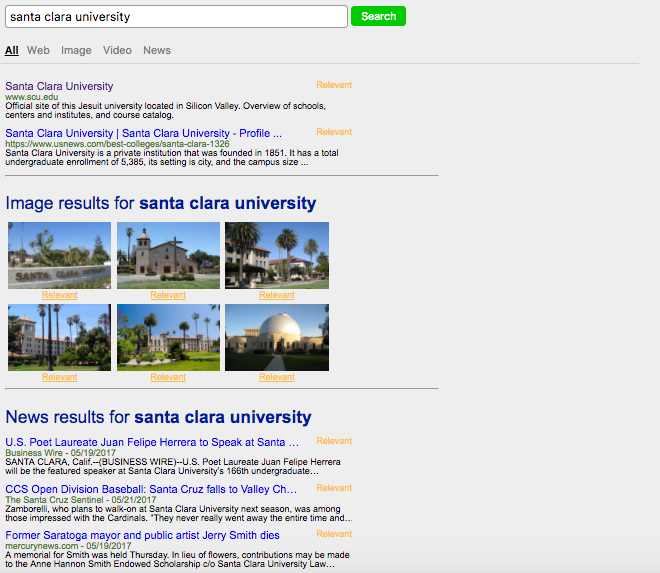 santa clara university
Search
All Web Image Video News
Santa Clara University Relevant
www.scu.edu
Official site of this Jesuit university located in Silicon Valley. Overview of schools,
centers and institutes, and course catalog.
Santa Clara University | Santa Clara University - Profile ... Relevant
https://www.usnews.com/best-colleges/santa-clara-1326
Santa Clara University is a private institution that was founded in 1851. It has a total
undergraduate enrollment of 5,385, its setting is city, and the campus size ...
Image results for santa clara university
SANTA CLARA
Relevant Relevant Relevant
Relevant Relevant Relevant
News results for santa clara university
U.S. Poet Laureate Juan Felipe Herrera to Speak at Santa ... Relevant
Business Wire - 05/19/2017
SANTA CLARA, Calif.--(BUSINESS WIRE)--U.S. Poet Laureate Juan Felipe Herrera
will be the featured speaker at Santa Clara University's 166th undergraduate...
CCS Open Division Baseball: Santa Cruz falls to Valley Ch... Relevant
The Santa Cruz Sentinel - 05/21/2017
Zamborelli, who plans to walk-on at Santa Clara University next season, was among
those impressed with the Cardinals. "They never really went away the entire time and...
Former Saratoga mayor and public artist Jerry Smith dies Relevant
mercurynews.com - 05/19/2017
A memorial for Smith was held Thursday. In lieu of flowers, contributions may be made
to the Anne Hannon Smith Endowed Scholarship c/o Santa Clara University Law...